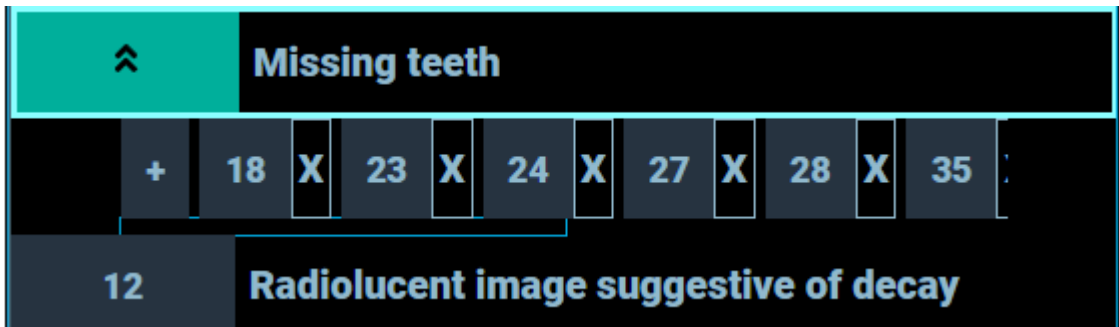 Missing teeth
+ 18 X 23 X 24 X 27 X 28 X 35
12 Radiolucent image suggestive of decay